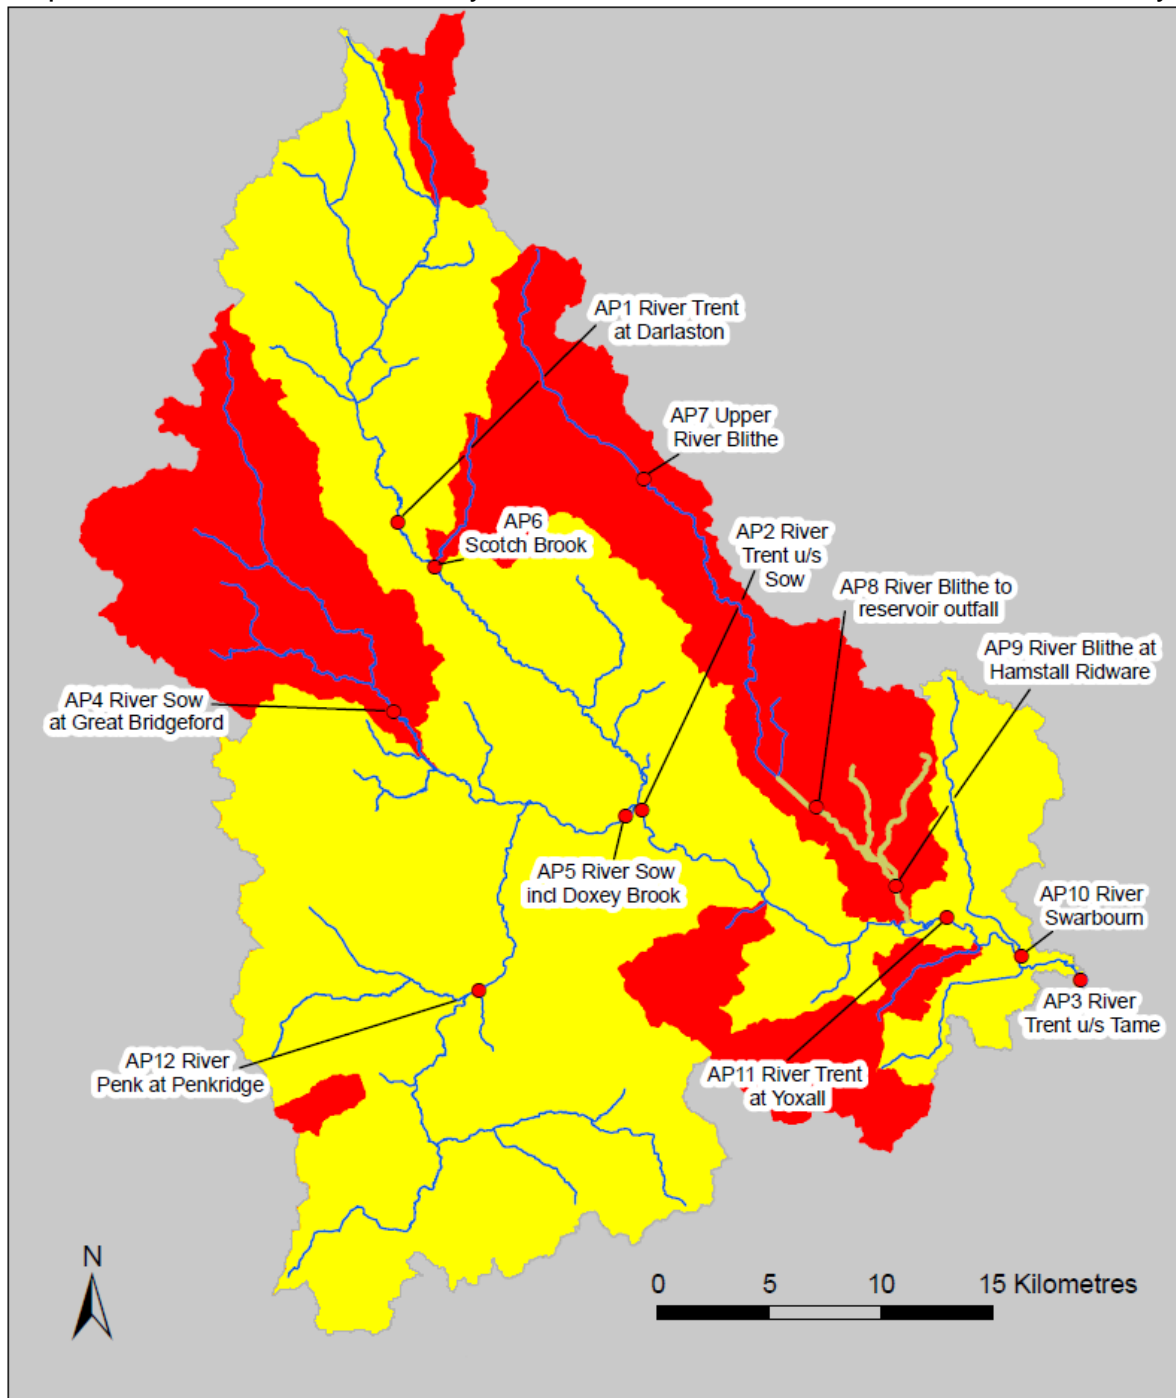 AP1 River Trent
at Darlaston
AP7 Upper
River Blithe
AP6
Scotch Brook
AP2 River
Trent u/s
Sow
AP8 River Blithe to
reservoir outfall
AP9 River Blithe at
Hamstall Ridware
AP4 River Sow
at Great Bridgeford
AP5 River Sow
incl Doxey Brook
AP10 River
Swarbourn
AP3 River
Trent u/s Tame
AP12 River
Penk at Penkridge
AP11 River Trent
at Yoxall
N
0 5 10 15 Kilometres